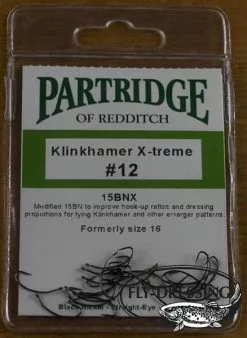 PARTRIDGE
OF REDDITCH
Klinkhamer X-treme
#12
15BNX
Modified 15BN to improve hook-up ratios and dressing
proportions for tying Klinkhamer and other emerger patterns.
Formerly size 16
Black Nickel - Straight-Eye
FLY-DRESSING